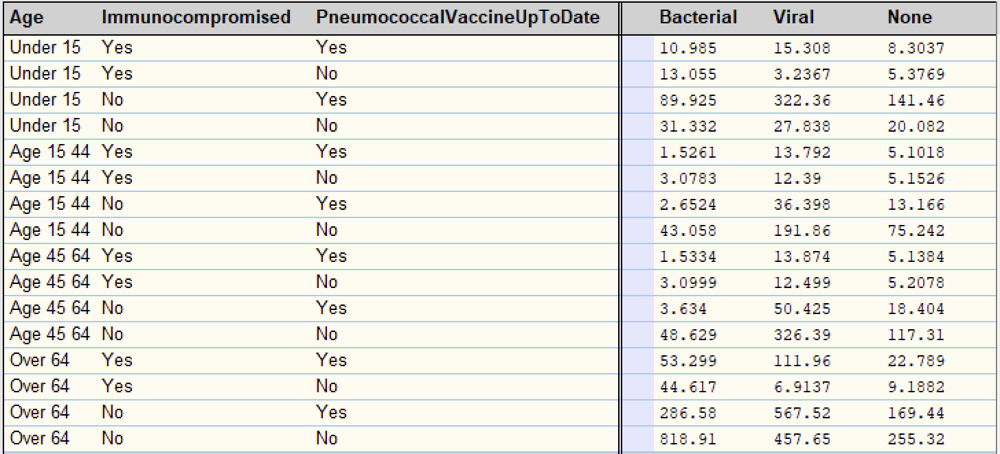 Age Immunocompromised PneumococcalVaccineUpToDate Bacterial Viral None
Under 15 Yes Yes 10.985 15.308 8.3037
Under 15 Yes No 13.055 3.2367 5.3769
Under 15 No Yes 89.925 322.36 141.46
Under 15 No No 31.332 27.838 20.082
Age 15 44 Yes Yes 1.5261 13.792 5.1018
Age 15 44 Yes No 3.0783 12.39 5.1526
Age 15 44 No Yes 2.6524 36.398 13.166
Age 15 44 No No 43.058 191.86 75.242
Age 45 64 Yes Yes 1.5334 13.874 5.1384
Age 45 64 Yes No 3.0999 12.499 5.2078
Age 45 64 No Yes 3.634 50.425 18.404
Age 45 64 No No 48.629 326.39 117.31
Over 64 Yes Yes 53.299 111.96 22.789
Over 64 Yes No 44.617 6.9137 9.1882
Over 64 No Yes 286.58 567.52 169.44
Over 64 No No 818.91 457.65 255.32